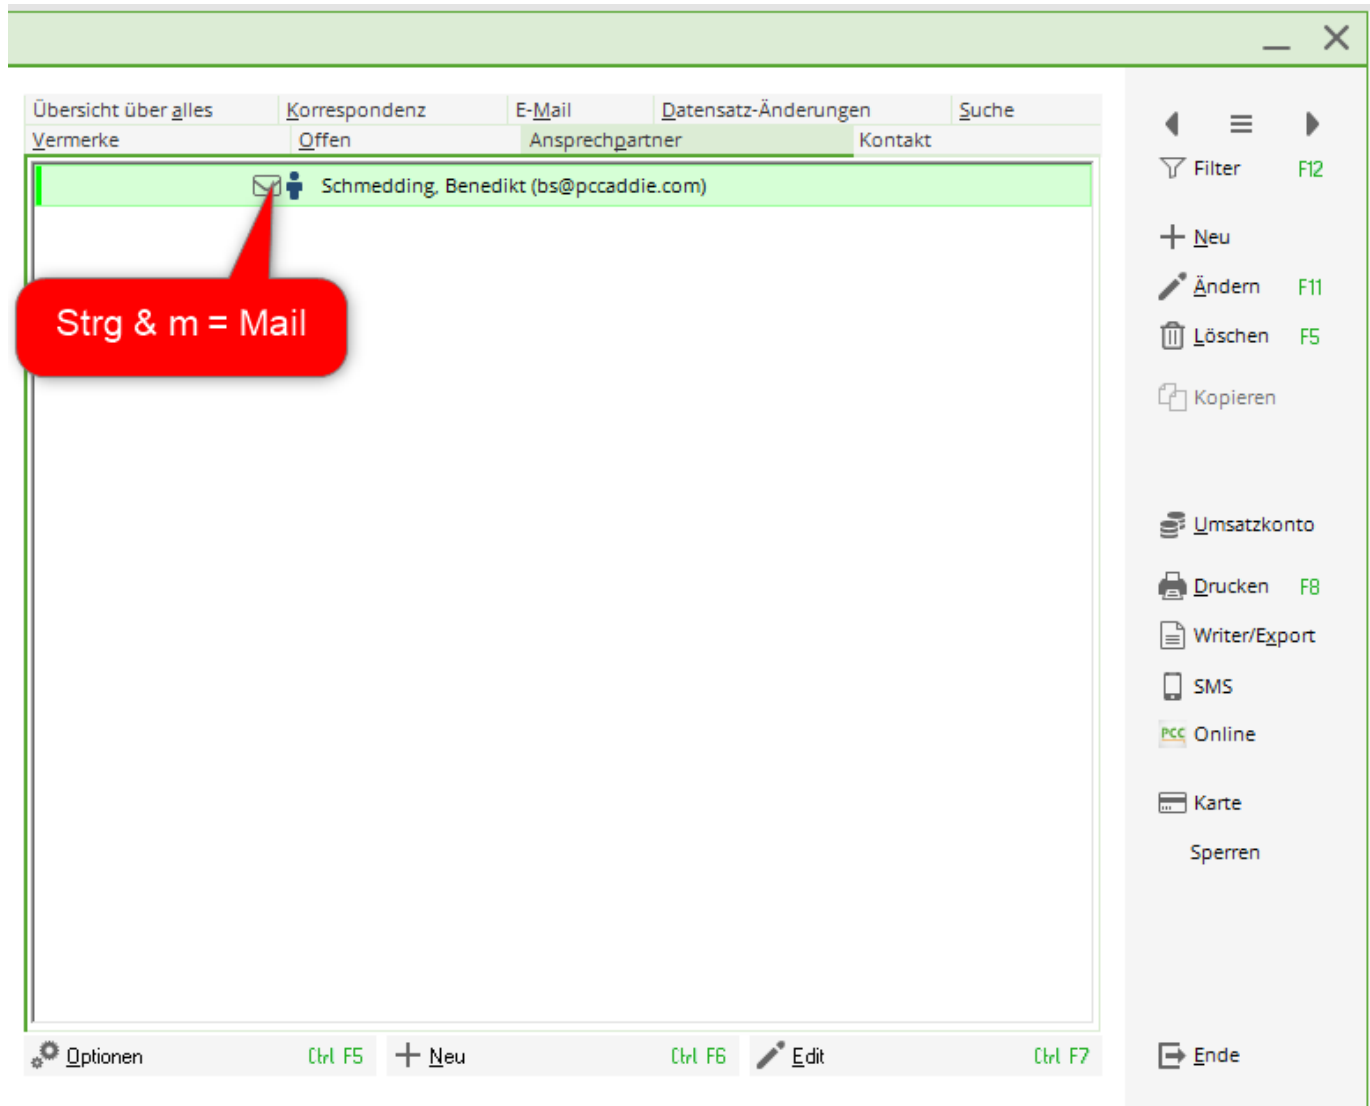 Übersicht über alles Korrespondenz E-Mail Datensatz-Änderungen Suche
Vermerke Offen Ansprechpartner Kontakt
Schmedding, Benedikt (bs@pccaddie.com)
Strg & m = Mail
Filter F12
Neu
Ändern F11
Löschen F5
Kopieren
Umsatzkonto
Drucken F8
Writer/Export
SMS
PCC Online
Karte
Sperren
Optionen Ctrl F5 Neu Ctrl F6 Edit Ctrl F7
Ende